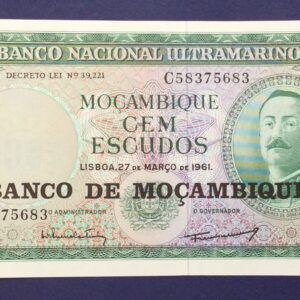 BANCO NACIONAL ULTRAMARINO
DECRETO LEI Nº 39,221
C58375683
MOÇAMBIQUE
CEM
ESCUDOS
LISBOA, 27 DE MARÇO DE 1961.
BANCO DE MOÇAMBIQUE
375683
O ADMINISTRADOR
O GOVERNADOR